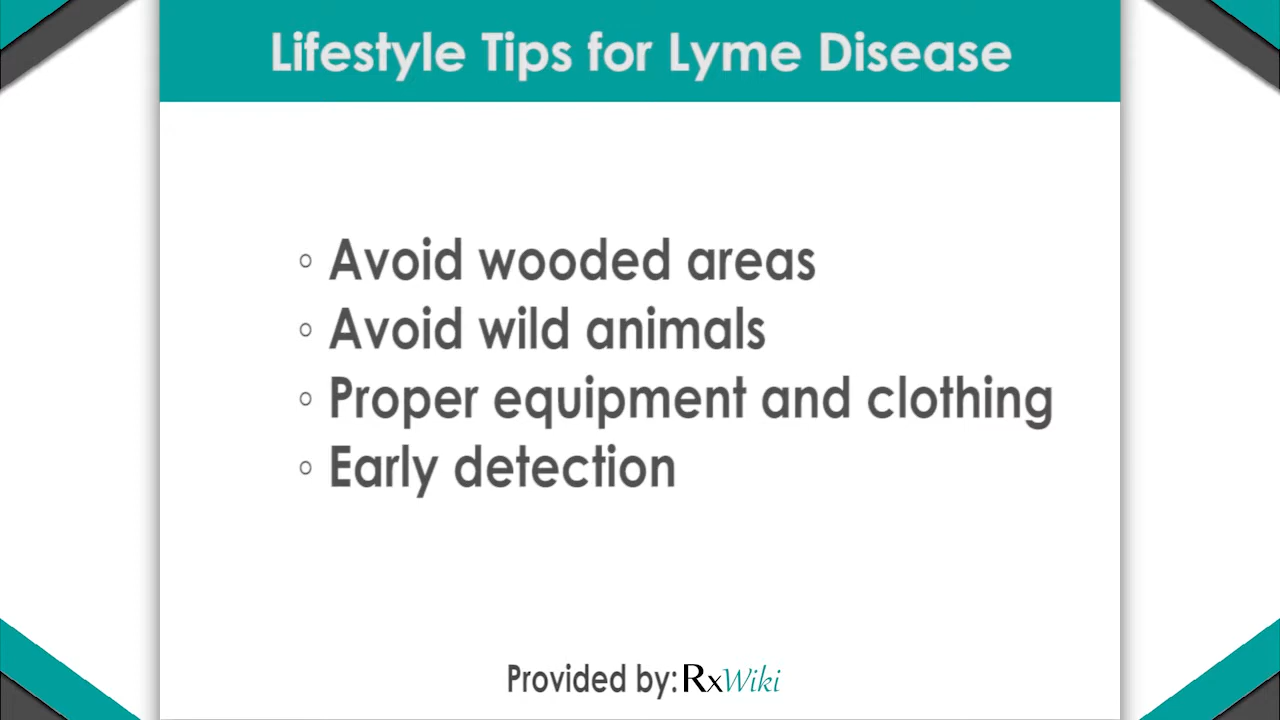 Lifestyle Tips for Lyme Disease
◦ Avoid wooded areas
◦ Avoid wild animals
◦ Proper equipment and clothing
◦ Early detection
Provided by: RxWiki